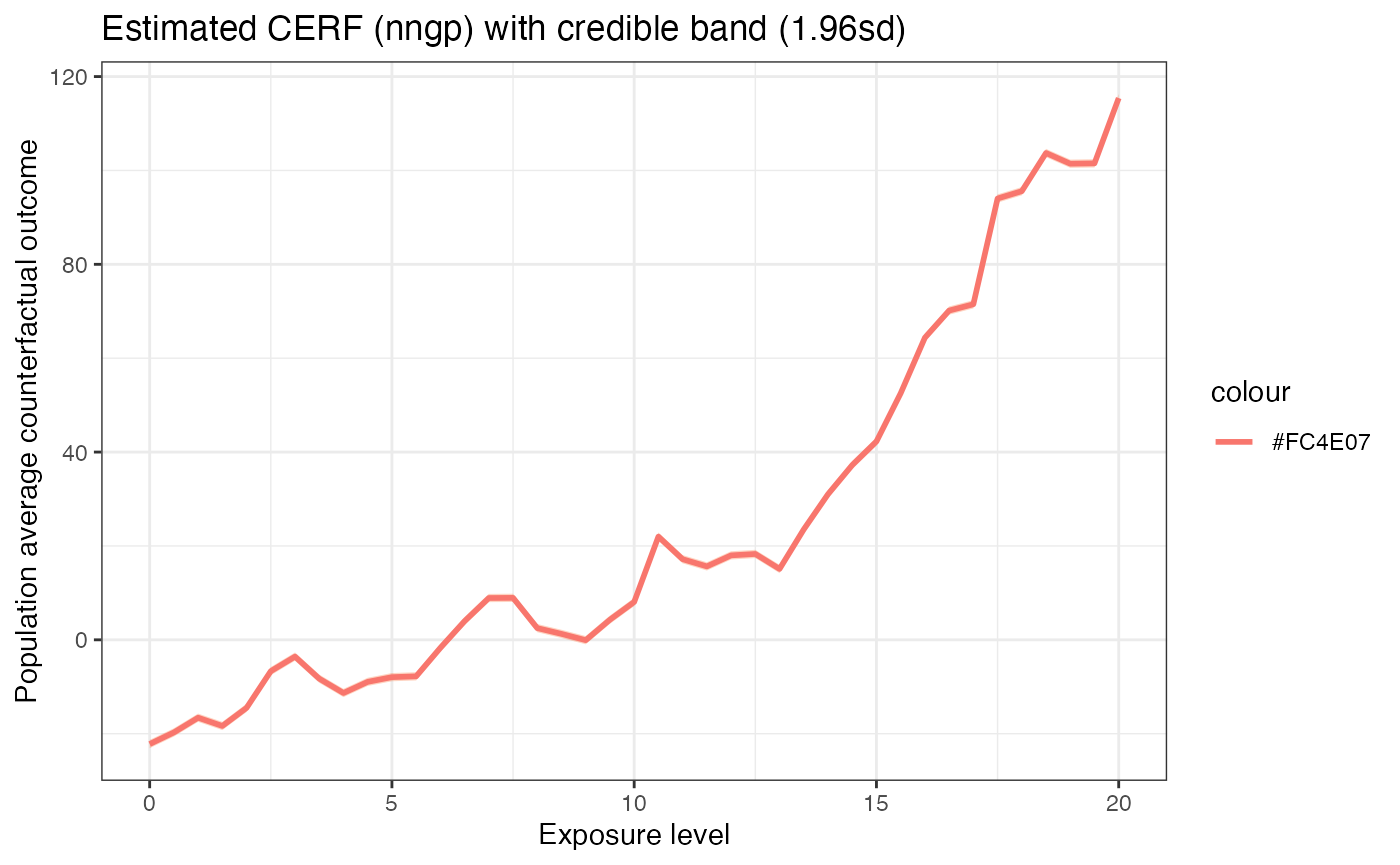 Estimated CERF (nngp) with credible band (1.96sd)
Population average counterfactual outcome
120
80
40
0
0 5 10 15 20
Exposure level
colour
#FC4E07